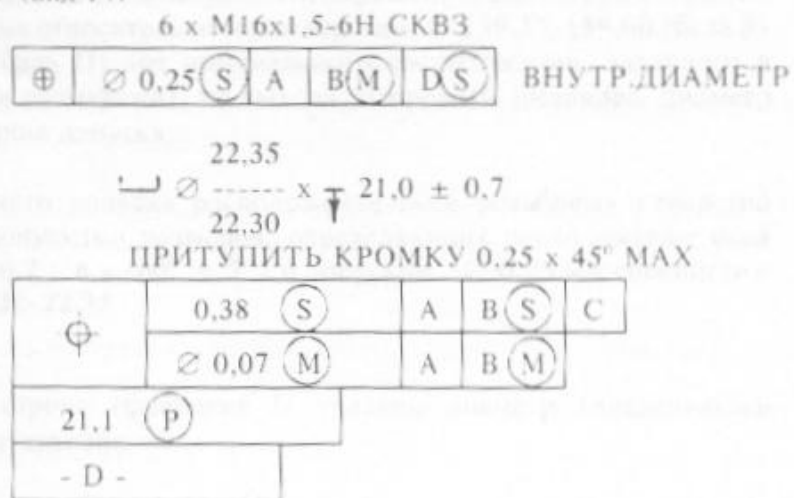 6 x M16x1,5-6H СКВЗ
⊕ ∅ 0,25 Ⓢ A B Ⓜ D Ⓢ ВНУТР.ДИАМЕТР
22,35
⌴ ∅ ------ x ↧ 21,0 ± 0,7
22,30
ПРИТУПИТЬ КРОМКУ 0.25 x 45° MAX
⌖ 0,38 Ⓢ A B Ⓢ C
∅ 0,07 Ⓜ A B Ⓜ
21,1 Ⓟ
- D -